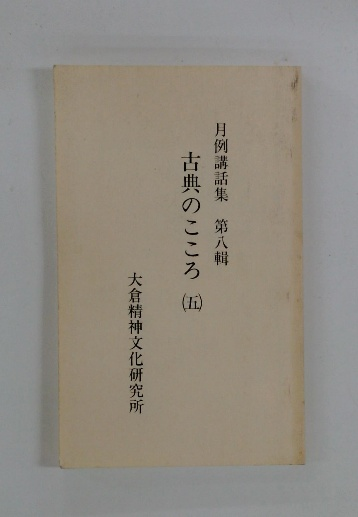 月例講話集　第八輯
古典のこころ（五）
大倉精神文化研究所